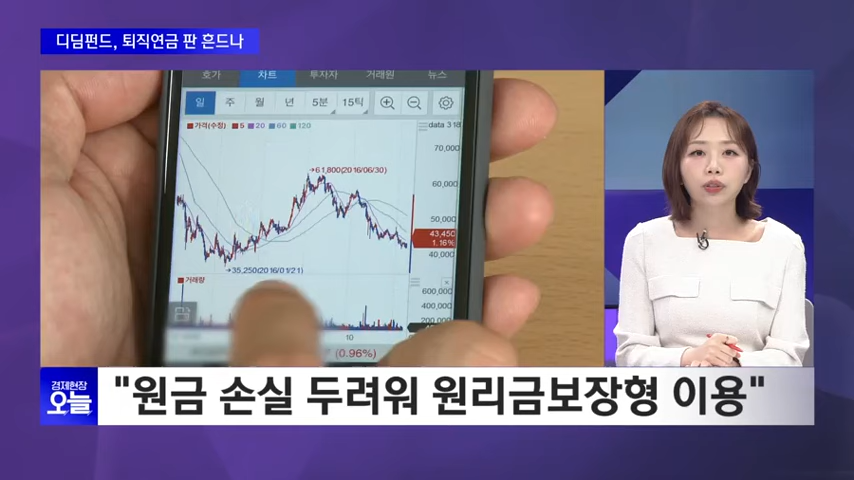 디딤펀드, 퇴직연금 판 흔드나
호가 차트 투자자 거래원 뉴스
일 주 월 년 5분 15틱
가격(수정) 5 20 60 120
data 318
70,000
61,800(2016/06/30)
60,000
50,000
43,450
1.16%
40,000
35,250(2016/01/21)
거래량
600,000
400,000
200,000
10
(0.96%)
경제현장
오늘
"원금 손실 두려워 원리금보장형 이용"